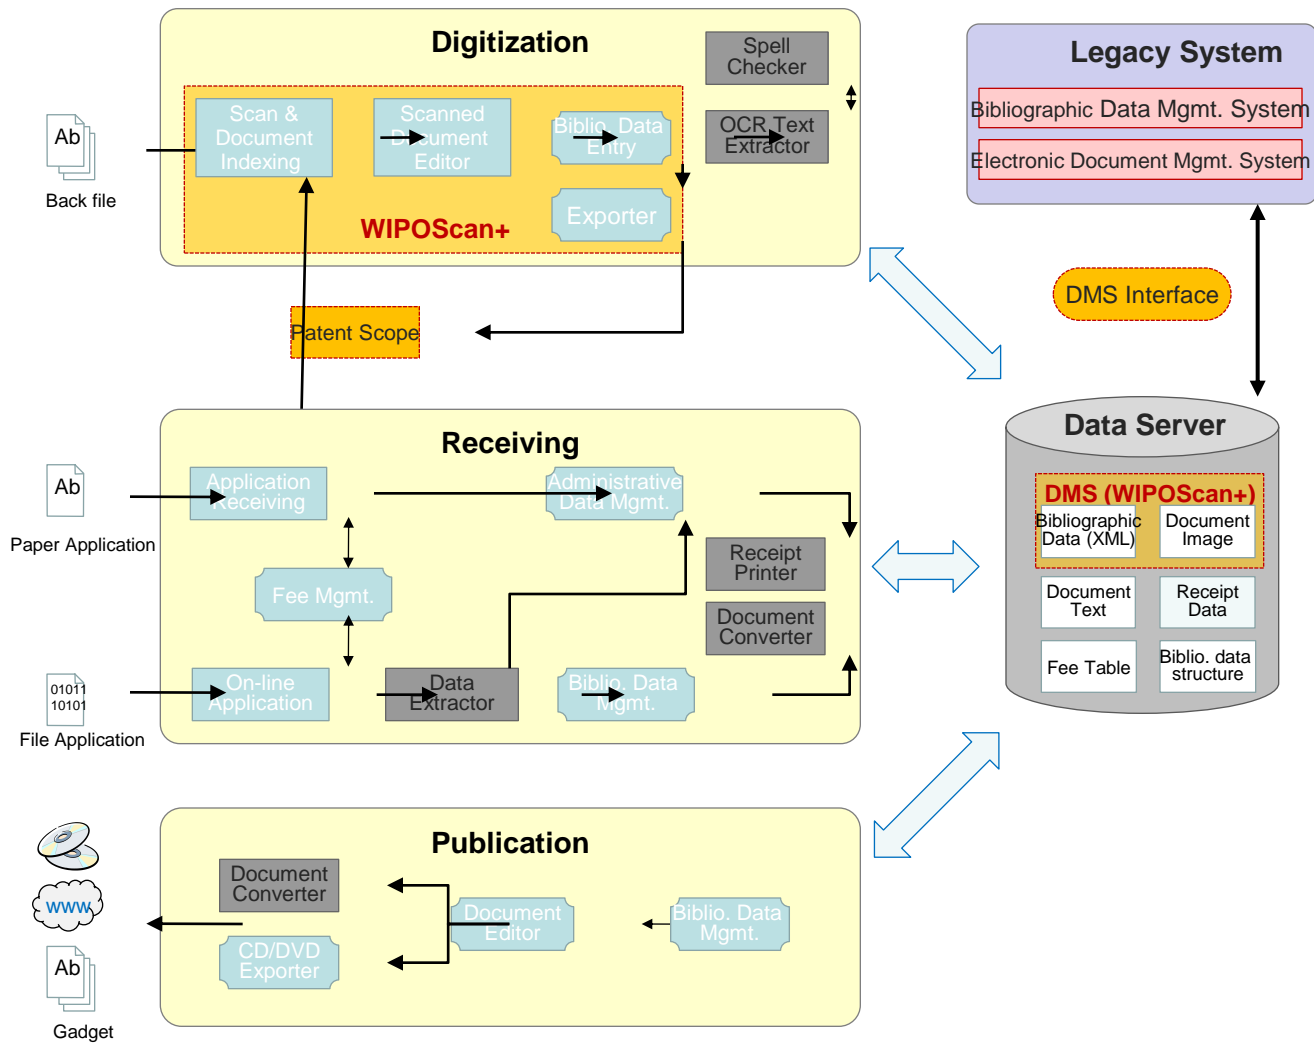 Digitization
Spell
Checker
Scan &
Document
Indexing
Scanned
Document
Editor
Biblio. Data
Entry
OCR Text
Extractor
Exporter
WIPOScan+
Ab
Back file
Legacy System
Bibliographic Data Mgmt. System
Electronic Document Mgmt. System
DMS Interface
Patent Scope
Receiving
Ab
Paper Application
Application
Receiving
Administrative
Data Mgmt.
Receipt
Printer
Fee Mgmt.
Document
Converter
01011
10101
File Application
On-line
Application
Data
Extractor
Biblio. Data
Mgmt.
Data Server
DMS (WIPOScan+)
Bibliographic
Data (XML)
Document
Image
Document
Text
Receipt
Data
Fee Table
Biblio. data
structure
Publication
Document
Converter
Document
Editor
Biblio. Data
Mgmt.
CD/DVD
Exporter
www
Ab
Gadget